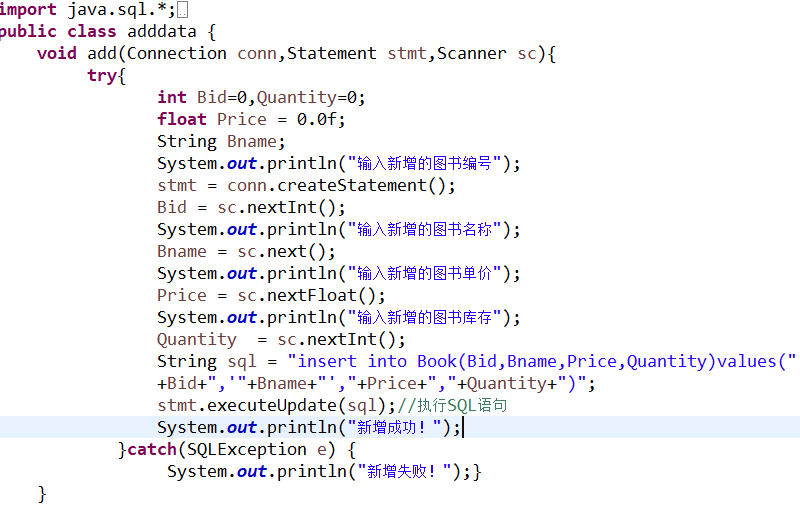 import java.sql.*;
public class adddata {
void add(Connection conn,Statement stmt,Scanner sc){
try{
int Bid=0,Quantity=0;
float Price = 0.0f;
String Bname;
System.out.println("输入新增的图书编号");
stmt = conn.createStatement();
Bid = sc.nextInt();
System.out.println("输入新增的图书名称");
Bname = sc.next();
System.out.println("输入新增的图书单价");
Price = sc.nextFloat();
System.out.println("输入新增的图书库存");
Quantity  = sc.nextInt();
String sql = "insert into Book(Bid,Bname,Price,Quantity)values("
+Bid+",'"+Bname+"',"+Price+","+Quantity+")";
stmt.executeUpdate(sql);//执行SQL语句
System.out.println("新增成功！");
}catch(SQLException e) {
System.out.println("新增失败！");}
}